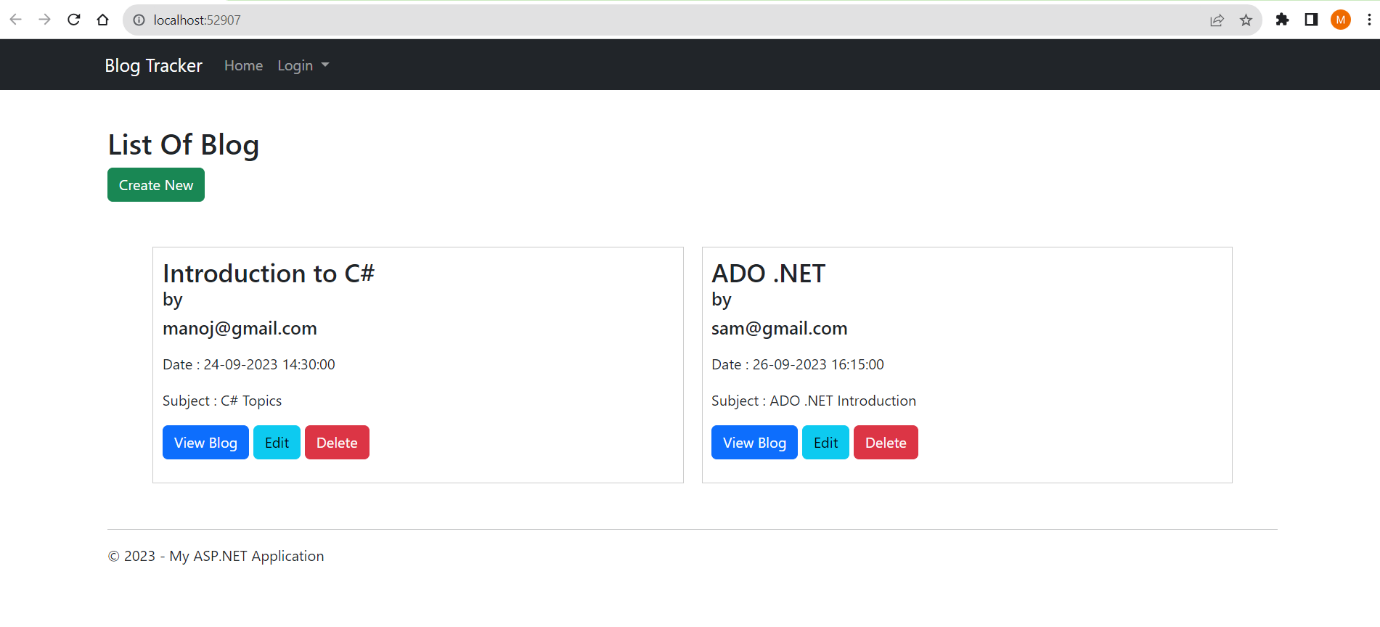 localhost:52907
M
Blog Tracker Home Login
List Of Blog
Create New
Introduction to C#
by
manoj@gmail.com
Date : 24-09-2023 14:30:00
Subject : C# Topics
View Blog Edit Delete
ADO .NET
by
sam@gmail.com
Date : 26-09-2023 16:15:00
Subject : ADO .NET Introduction
View Blog Edit Delete
© 2023 - My ASP.NET Application